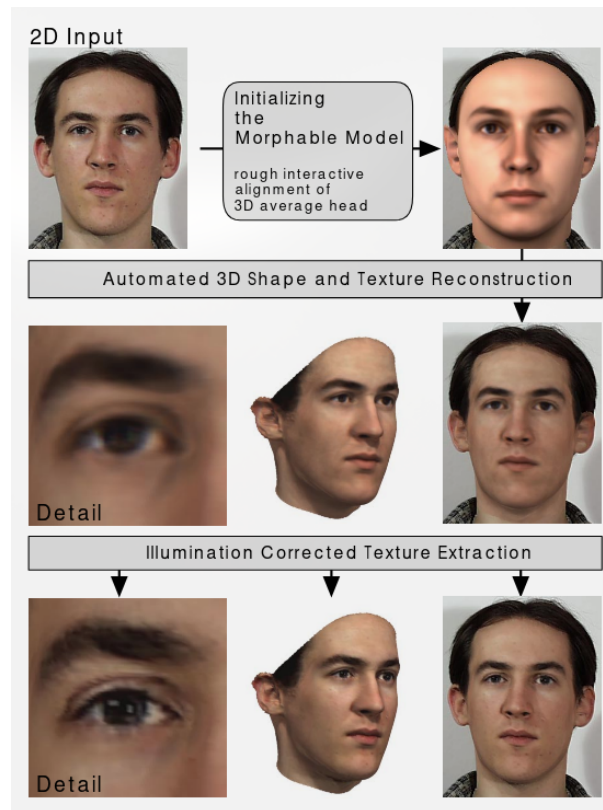 2D Input
Initializing
the
Morphable Model
rough interactive
alignment of
3D average head
Automated 3D Shape and Texture Reconstruction
Detail
Illumination Corrected Texture Extraction
Detail